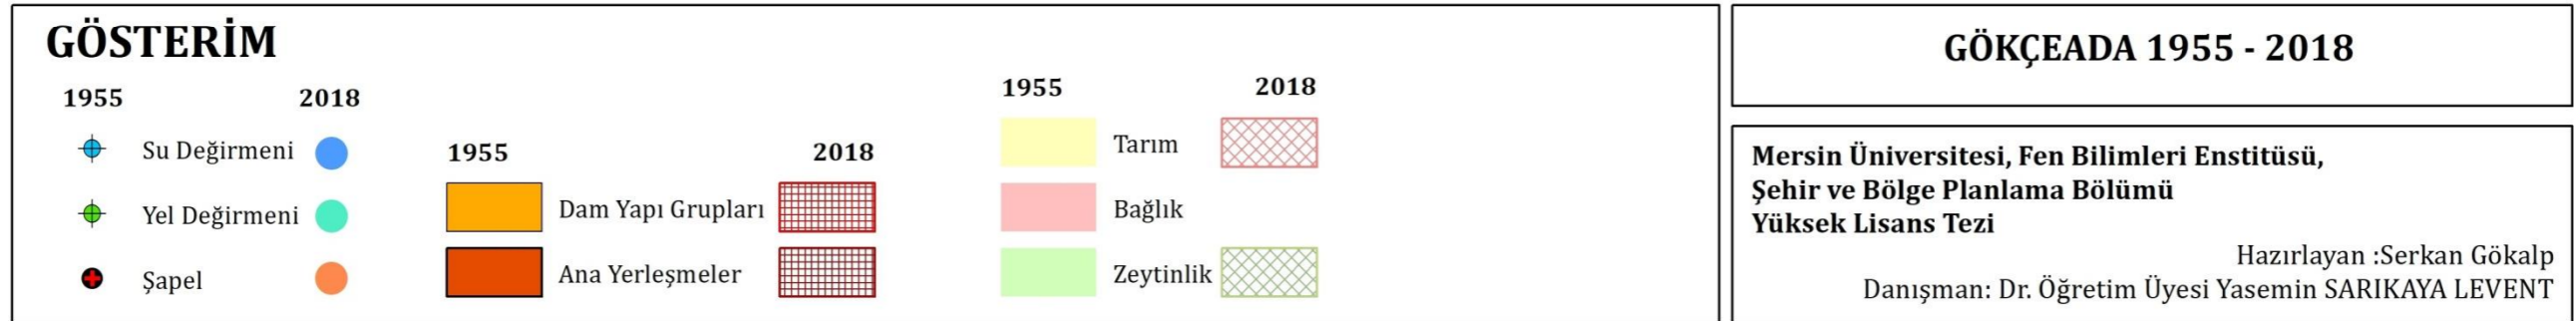 GÖSTERİM
1955 2018
Su Değirmeni
Yel Değirmeni
Şapel
1955 2018
Dam Yapı Grupları
Ana Yerleşmeler
1955 2018
Tarım
Bağlık
Zeytinlik
GÖKÇEADA 1955 - 2018
Mersin Üniversitesi, Fen Bilimleri Enstitüsü,
Şehir ve Bölge Planlama Bölümü
Yüksek Lisans Tezi
Hazırlayan :Serkan Gökalp
Danışman: Dr. Öğretim Üyesi Yasemin SARIKAYA LEVENT